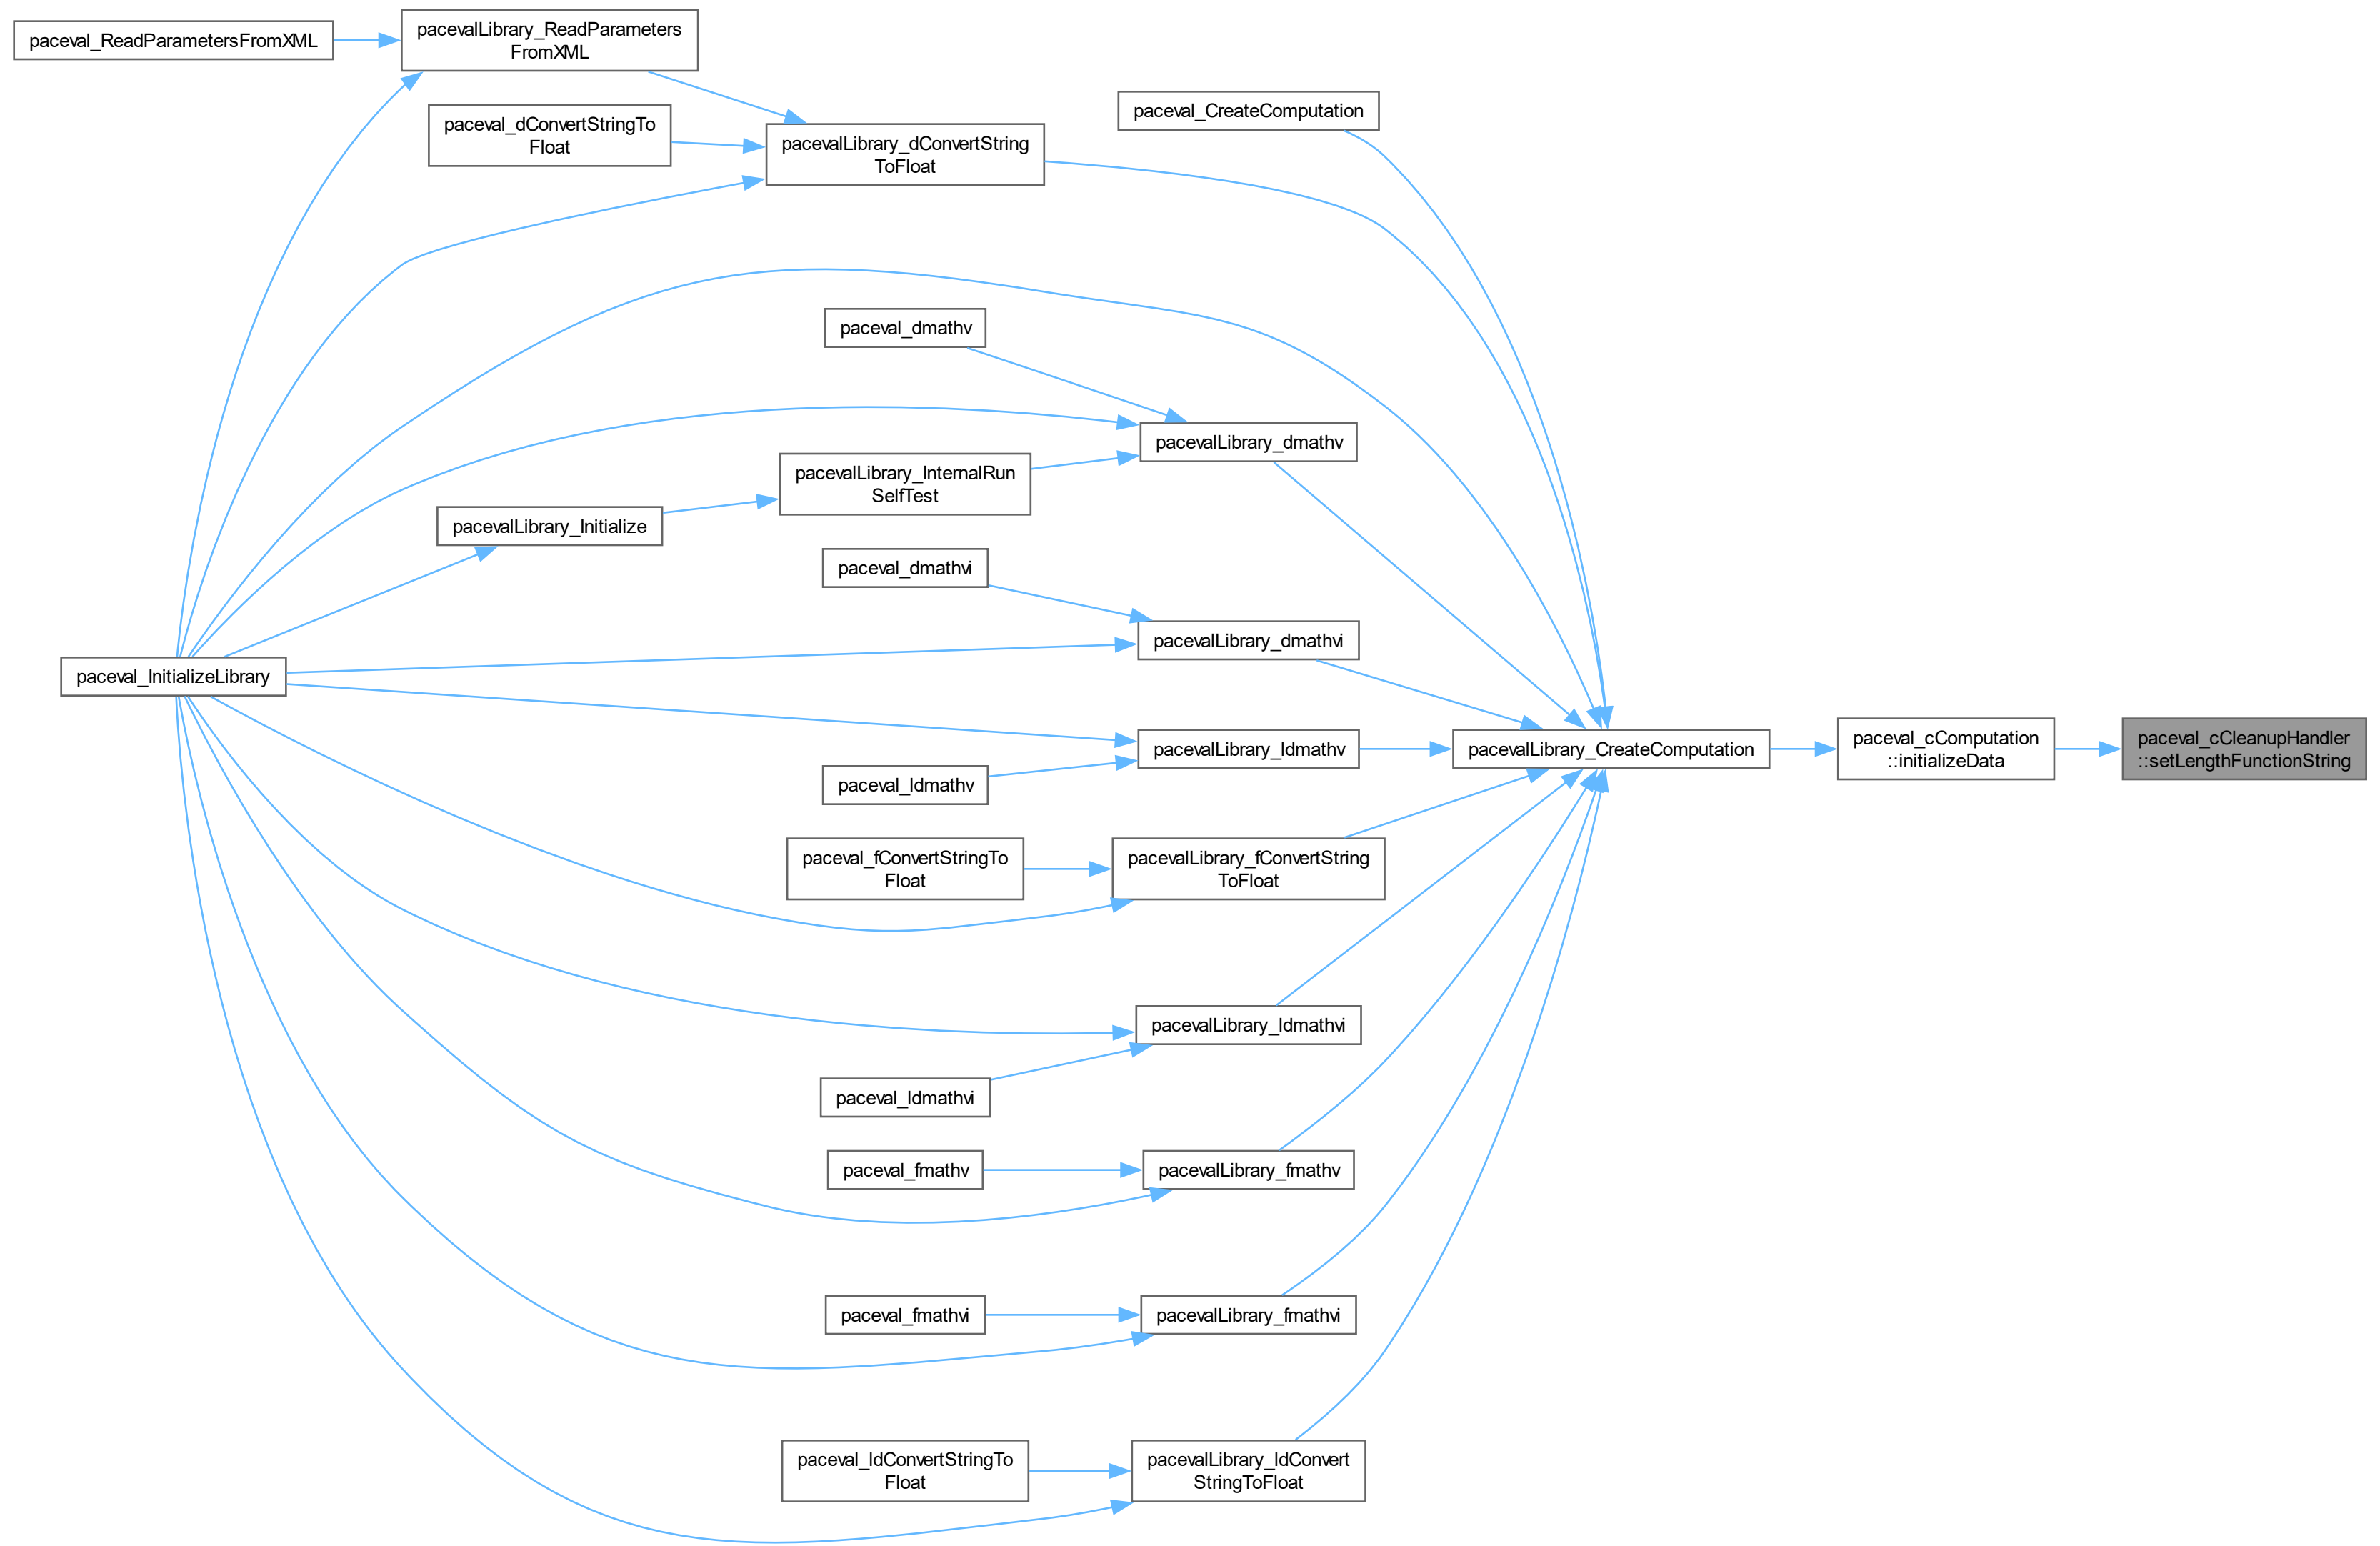 paceval_ReadParametersFromXML
pacevalLibrary_ReadParameters
FromXML
paceval_CreateComputation
paceval_dConvertStringTo
Float
pacevalLibrary_dConvertString
ToFloat
paceval_dmathv
pacevalLibrary_dmathv
pacevalLibrary_InternalRun
SelfTest
pacevalLibrary_Initialize
paceval_dmathvi
pacevalLibrary_dmathvi
paceval_InitializeLibrary
pacevalLibrary_ldmathv
pacevalLibrary_CreateComputation
paceval_cComputation
::initializeData
paceval_cCleanupHandler
::setLengthFunctionString
paceval_ldmathv
paceval_fConvertStringTo
Float
pacevalLibrary_fConvertString
ToFloat
pacevalLibrary_ldmathvi
paceval_ldmathvi
paceval_fmathv
pacevalLibrary_fmathv
paceval_fmathvi
pacevalLibrary_fmathvi
paceval_ldConvertStringTo
Float
pacevalLibrary_ldConvert
StringToFloat